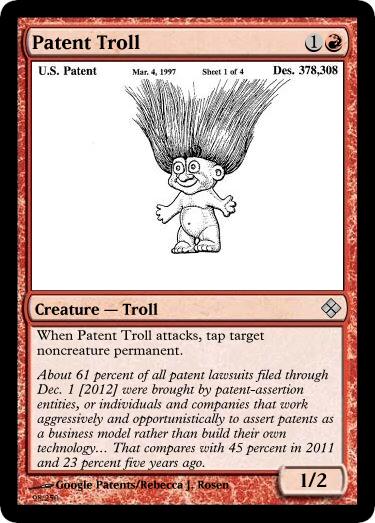 Patent Troll 1
U.S. Patent Mar. 4, 1997 Sheet 1 of 4 Des. 378,308
Creature — Troll
When Patent Troll attacks, tap target
noncreature permanent.
About 61 percent of all patent lawsuits filed through
Dec. 1 [2012] were brought by patent-assertion
entities, or individuals and companies that work
aggressively and opportunistically to assert patents as
a business model rather than build their own
technology... That compares with 45 percent in 2011
and 23 percent five years ago.
Google Patents/Rebecca J. Rosen
1/2